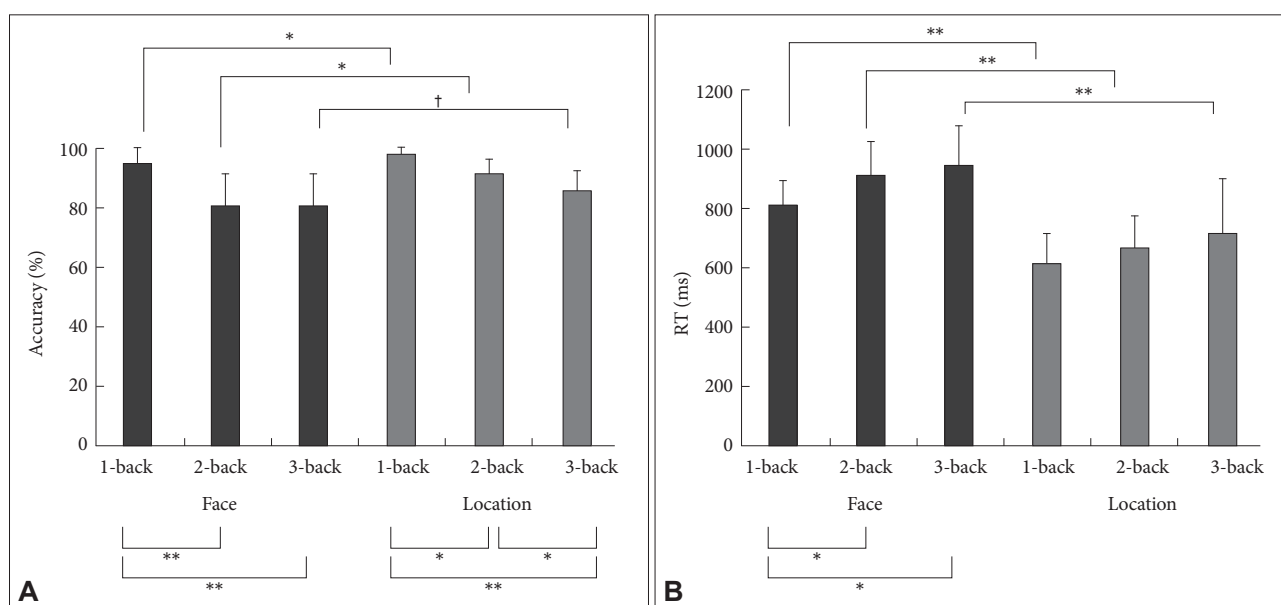 *
*
†
100
80
60
40
20
0
Accuracy (%)
1-back 2-back 3-back 1-back 2-back 3-back
Face Location
** * *
** **
A
**
**
**
1200
1000
800
600
400
200
0
RT (ms)
1-back 2-back 3-back 1-back 2-back 3-back
Face Location
*
*
B